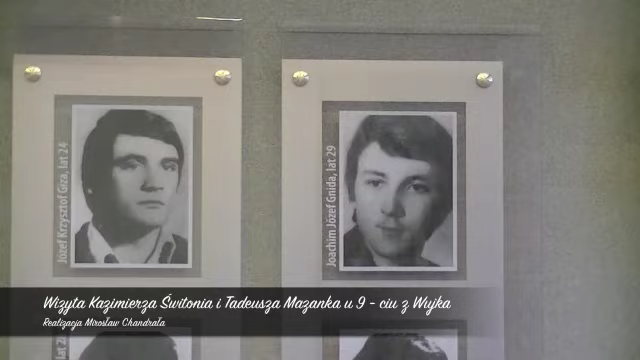 Józef Krzysztof Giza, lat 24
Joachim Józef Gnida, lat 29
Wizyta Kazimierza Świtonia i Tadeusza Mazanka u 9 - ciu z Wujka
Realizacja Mirosław Chandrała